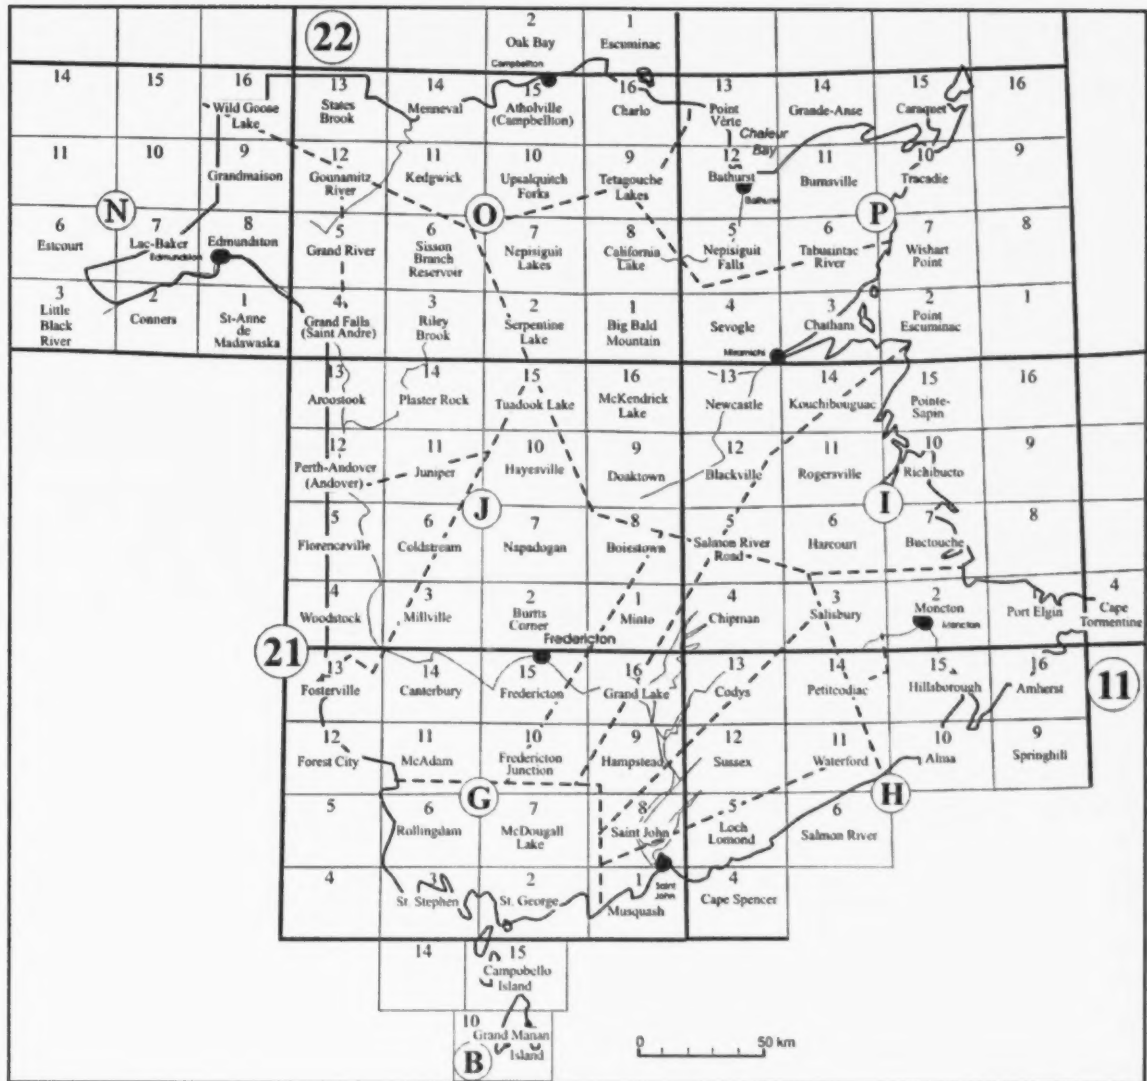 22
2
1
Oak Bay
Escuminac
Campbellton
14
15
16
13
14
15
16
13
14
15
16
Wild Goose
Lake
States
Brook
Menneval
Atholville
(Campbellton)
Charlo
Point
Verte
Grande-Anse
Caraquet
Chaleur
Bay
11
10
9
12
11
10
9
12
11
10
9
Grandmaison
Gounamitz
River
Kedgwick
Upsalquitch
Forks
Tetagouche
Lakes
Bathurst
Bathurst
Burnsville
Tracadie
N
O
P
6
7
8
5
6
7
8
5
6
7
8
Estcourt
Lac-Baker
Edmundston
Edmundston
Grand River
Sisson
Branch
Reservoir
Nepisiguit
Lakes
California
Lake
Nepisiguit
Falls
Tabusintac
River
Wishart
Point
3
2
1
4
3
2
1
4
3
2
1
Little
Black
River
Conners
St-Anne
de
Madawaska
Grand Falls
(Saint Andre)
Riley
Brook
Serpentine
Lake
Big Bald
Mountain
Sevogle
Chatham
Point
Escuminac
Miramichi
13
14
15
16
13
14
15
16
Aroostook
Plaster Rock
Tuadook Lake
McKendrick
Lake
Newcastle
Kouchibouguac
Pointe-
Sapin
12
11
10
9
12
11
10
9
Perth-Andover
(Andover)
Juniper
Hayesville
Doaktown
Blackville
Rogersville
Richibucto
J
I
5
6
7
8
5
6
7
8
Florenceville
Coldstream
Napadogan
Boiestown
Salmon River
Road
Harcourt
Buctouche
4
3
2
1
4
3
2
4
Woodstock
Millville
Burtts
Corner
Minto
Chipman
Salisbury
Moncton
Moncton
Port Elgin
Cape
Tormentine
Fredericton
21
11
13
14
15
16
13
14
15
16
Fosterville
Canterbury
Fredericton
Grand Lake
Codys
Petitcodiac
Hillsborough
Amherst
12
11
10
9
12
11
10
9
Forest City
McAdam
Fredericton
Junction
Hampstead
Sussex
Waterford
Alma
Springhill
G
H
5
6
7
8
5
6
Rollingdam
McDougall
Lake
Saint John
Loch
Lomond
Salmon River
4
3
2
1
4
St. Stephen
St. George
Musquash
Saint
John
Cape Spencer
14
15
Campobello
Island
10
Grand Manan
Island
B
0
50 km